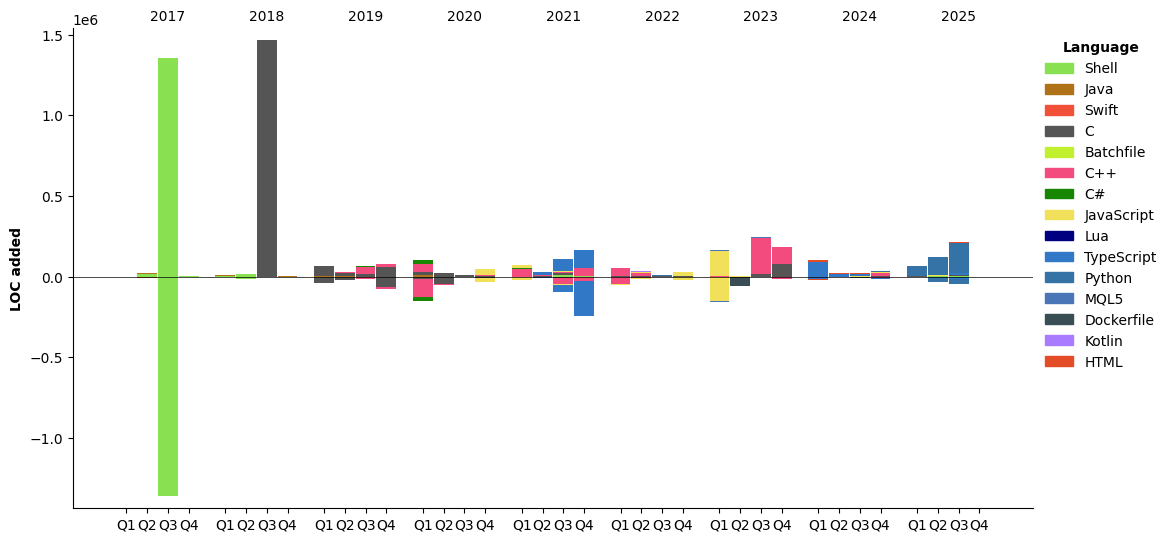 1e6
2017 2018 2019 2020 2021 2022 2023 2024 2025
1.5
1.0
0.5
0.0
−0.5
−1.0
LOC added
Q1 Q2 Q3 Q4 Q1 Q2 Q3 Q4 Q1 Q2 Q3 Q4 Q1 Q2 Q3 Q4 Q1 Q2 Q3 Q4 Q1 Q2 Q3 Q4 Q1 Q2 Q3 Q4 Q1 Q2 Q3 Q4 Q1 Q2 Q3 Q4
Language
Shell
Java
Swift
C
Batchfile
C++
C#
JavaScript
Lua
TypeScript
Python
MQL5
Dockerfile
Kotlin
HTML